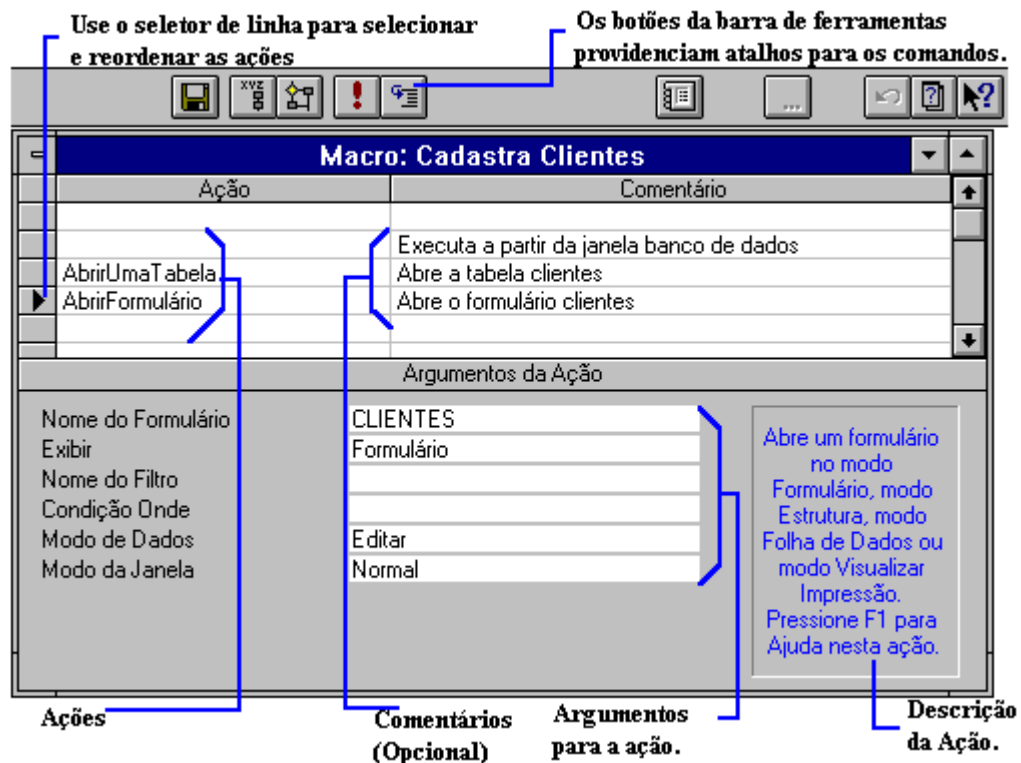 Use o seletor de linha para selecionar
e reordenar as ações
Os botões da barra de ferramentas
providenciam atalhos para os comandos.
XYZ
...
Macro: Cadastra Clientes
Ação
Comentário
Executa a partir da janela banco de dados
AbrirUmaTabela
Abre a tabela clientes
AbrirFormulário
Abre o formulário clientes
Argumentos da Ação
Nome do Formulário
CLIENTES
Exibir
Formulário
Nome do Filtro
Condição Onde
Modo de Dados
Editar
Modo da Janela
Normal
Abre um formulário
no modo
Formulário, modo
Estrutura, modo
Folha de Dados ou
modo Visualizar
Impressão.
Pressione F1 para
Ajuda nesta ação.
Ações
Comentários
(Opcional)
Argumentos
para a ação.
Descrição
da Ação.